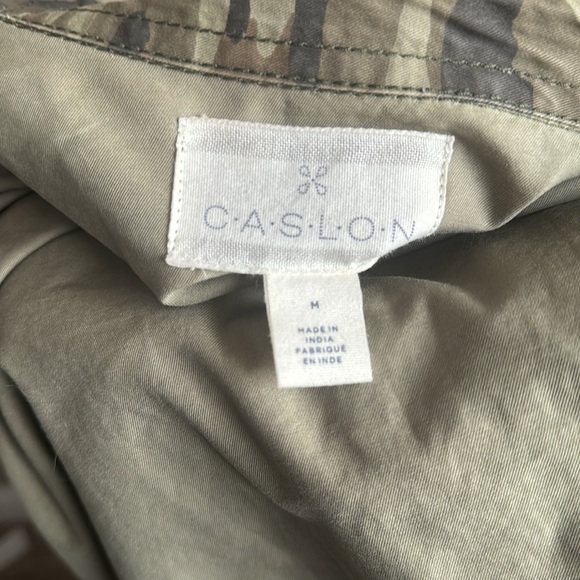 C·A·S·L·O·N
M
MADE IN
INDIA
FABRIQUE
EN INDE